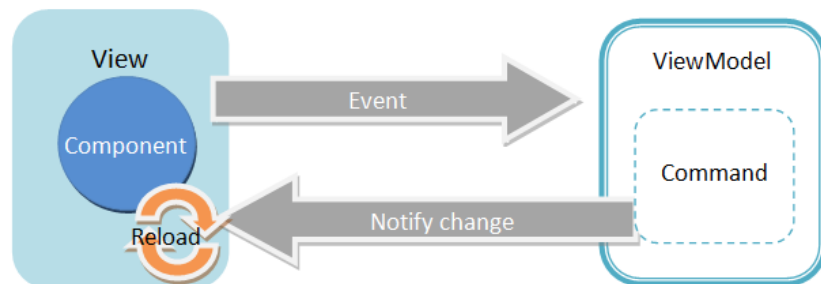 View
ViewModel
Event
Component
Command
Notify change
Reload